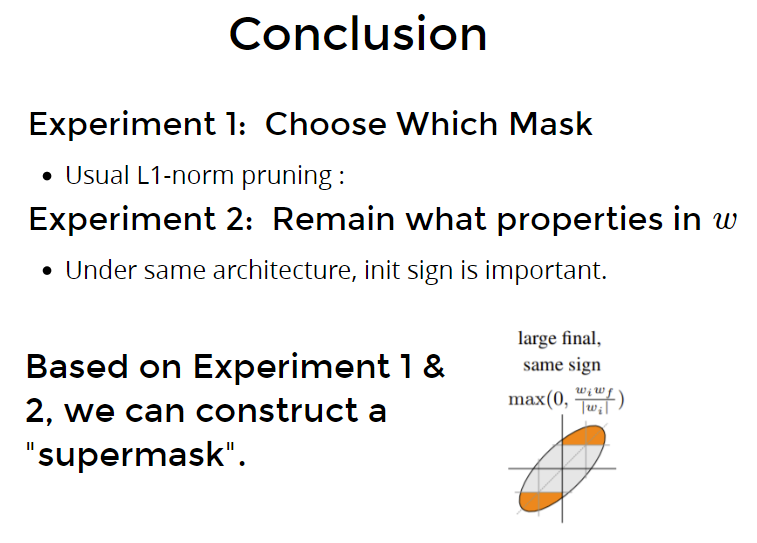 Conclusion
Experiment 1:  Choose Which Mask
• Usual L1-norm pruning :
Experiment 2:  Remain what properties in w
• Under same architecture, init sign is important.
Based on Experiment 1 &
2, we can construct a
"supermask".
large final,
same sign
max(0, w_i w_f / |w_i|)